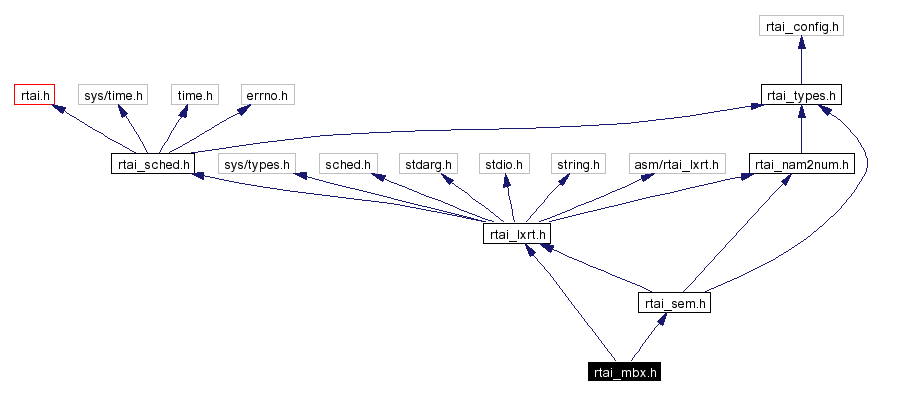 rtai_config.h
rtai.h
sys/time.h
time.h
errno.h
rtai_types.h
rtai_sched.h
sys/types.h
sched.h
stdarg.h
stdio.h
string.h
asm/rtai_lxrt.h
rtai_nam2num.h
rtai_lxrt.h
rtai_sem.h
rtai_mbx.h